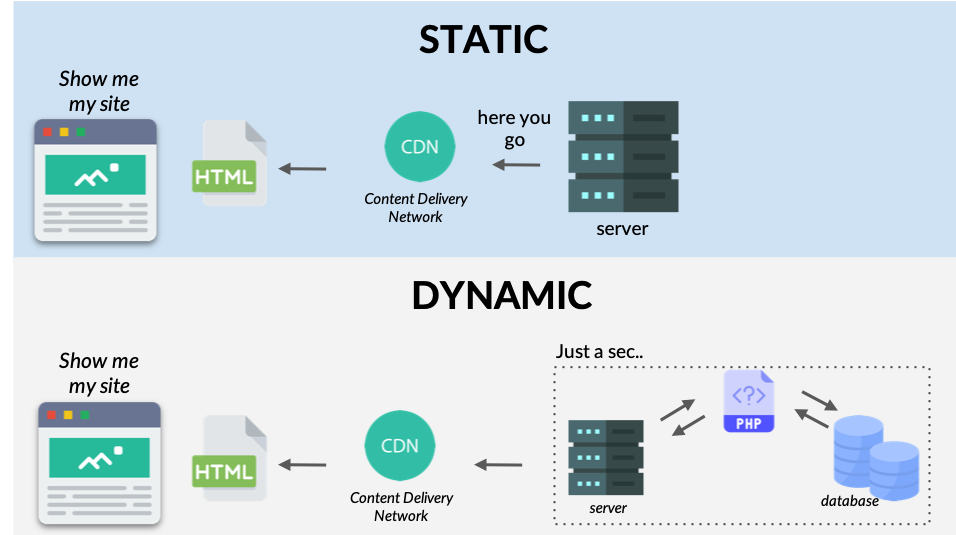 STATIC
Show me
my site
HTML
CDN
Content Delivery
Network
here you
go
server
DYNAMIC
Show me
my site
HTML
CDN
Content Delivery
Network
Just a sec..
server
<?>
PHP
database